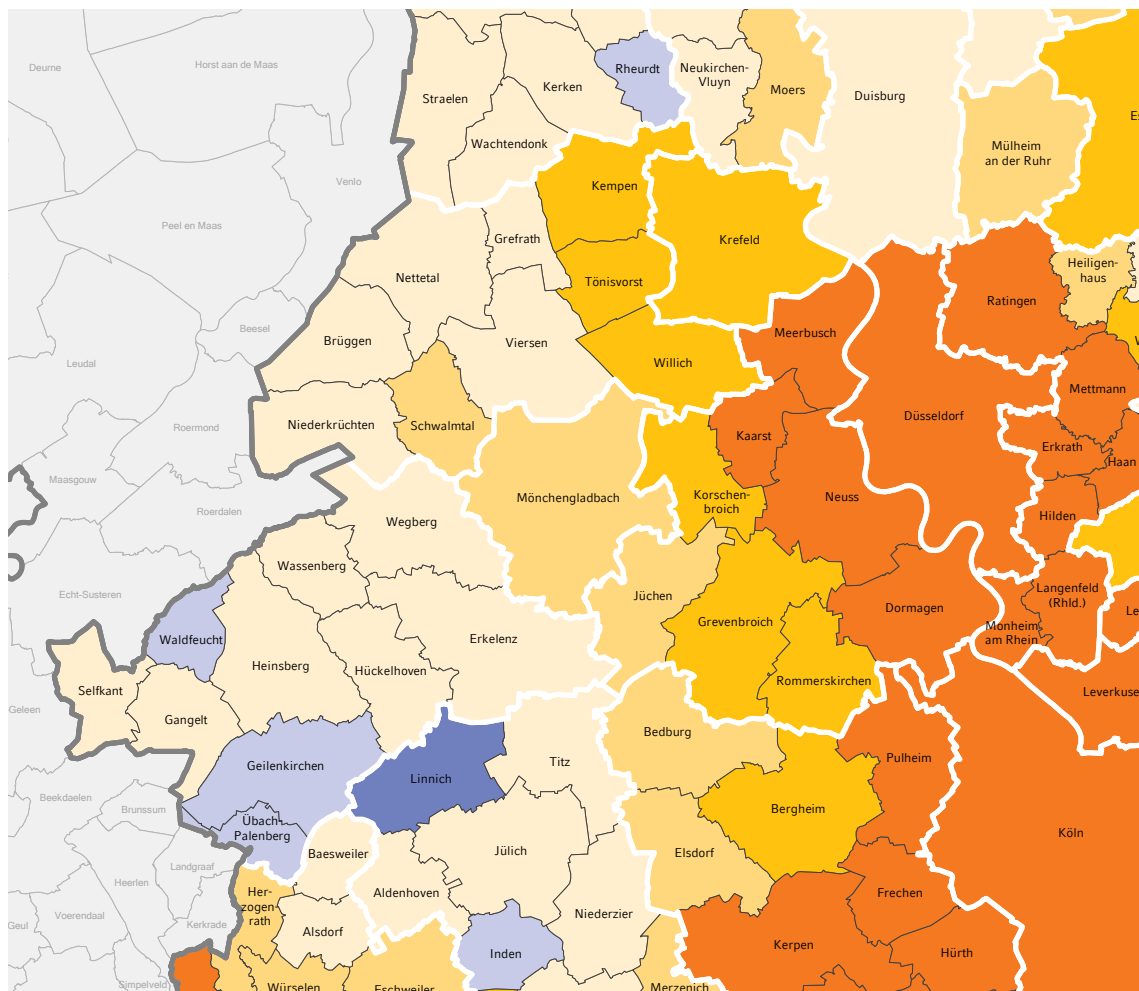 Deurne
Horst aan de Maas
Straelen
Kerken
Rheurdt
Neukirchen-
Vluyn
Moers
Duisburg
Es
Wachtendonk
Mülheim
an der Ruhr
Venlo
Kempen
Peel en Maas
Grefrath
Krefeld
Nettetal
Tönisvorst
Heiligen-
haus
Ratingen
Beesel
Brüggen
Viersen
Meerbusch
Willich
W
Leudal
Mettmann
Düsseldorf
Roermond
Niederkrüchten
Schwalmtal
Kaarst
Erkrath
Haan
Maasgouw
Mönchengladbach
Korschen-
broich
Neuss
Roerdalen
Wegberg
Hilden
Wassenberg
Echt-Susteren
Jüchen
Langenfeld
(Rhld.)
Dormagen
Le
Waldfeucht
Erkelenz
Grevenbroich
Monheim
am Rhein
Heinsberg
Hückelhoven
Rommerskirchen
Selfkant
Leverkuse
Geleen
Gangelt
Bedburg
Geilenkirchen
Linnich
Titz
Pulheim
Beekdaelen
Brunssum
Bergheim
Übach-
Palenberg
Köln
Baesweiler
Jülich
Elsdorf
Landgraaf
Heerlen
Her-
zogen-
rath
Aldenhoven
Frechen
Voerendaal
Niederzier
Geul
Kerkrade
Alsdorf
Kerpen
Inden
Hürth
Simpelveld
Würselen
Eschweiler
Merzenich